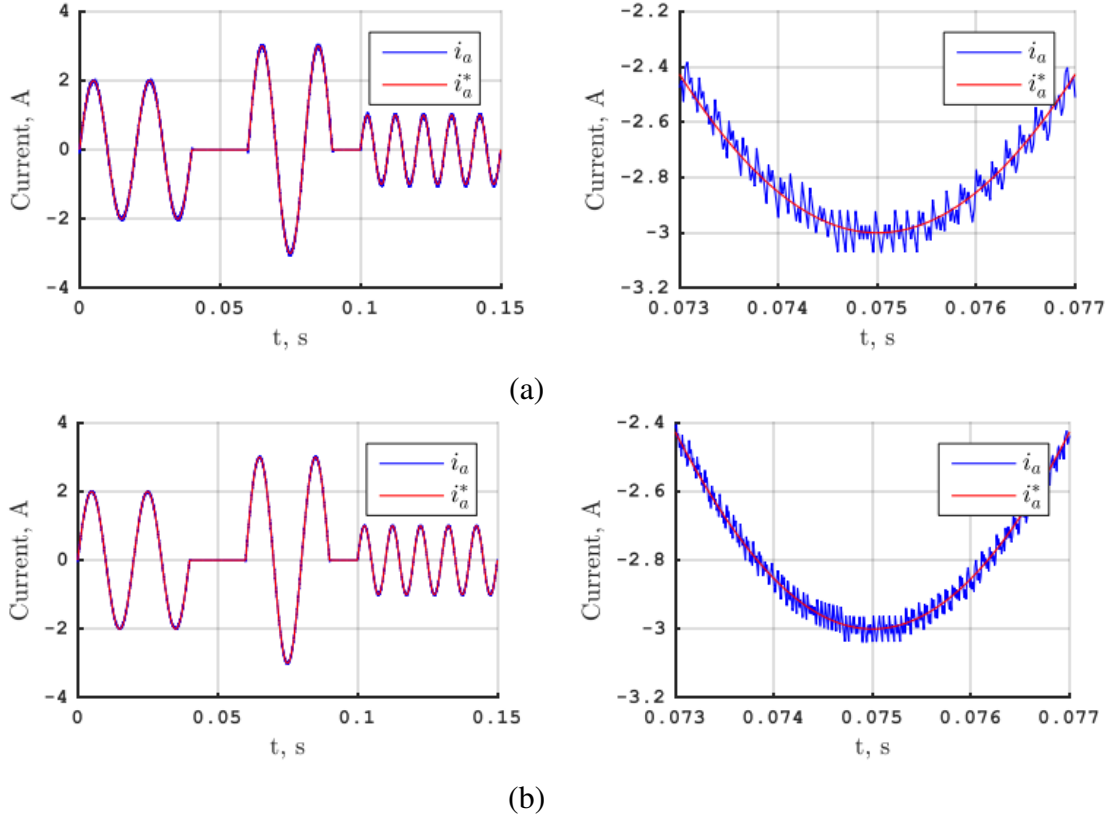 4
2
0
-2
-4
0
0.05
0.1
0.15
Current, A
t, s
i_a
i_a^*
-2.2
-2.4
-2.6
-2.8
-3
-3.2
0.073
0.074
0.075
0.076
0.077
Current, A
t, s
i_a
i_a^*
(a)
4
2
0
-2
-4
0
0.05
0.1
0.15
Current, A
t, s
i_a
i_a^*
-2.4
-2.6
-2.8
-3
-3.2
0.073
0.074
0.075
0.076
0.077
Current, A
t, s
i_a
i_a^*
(b)